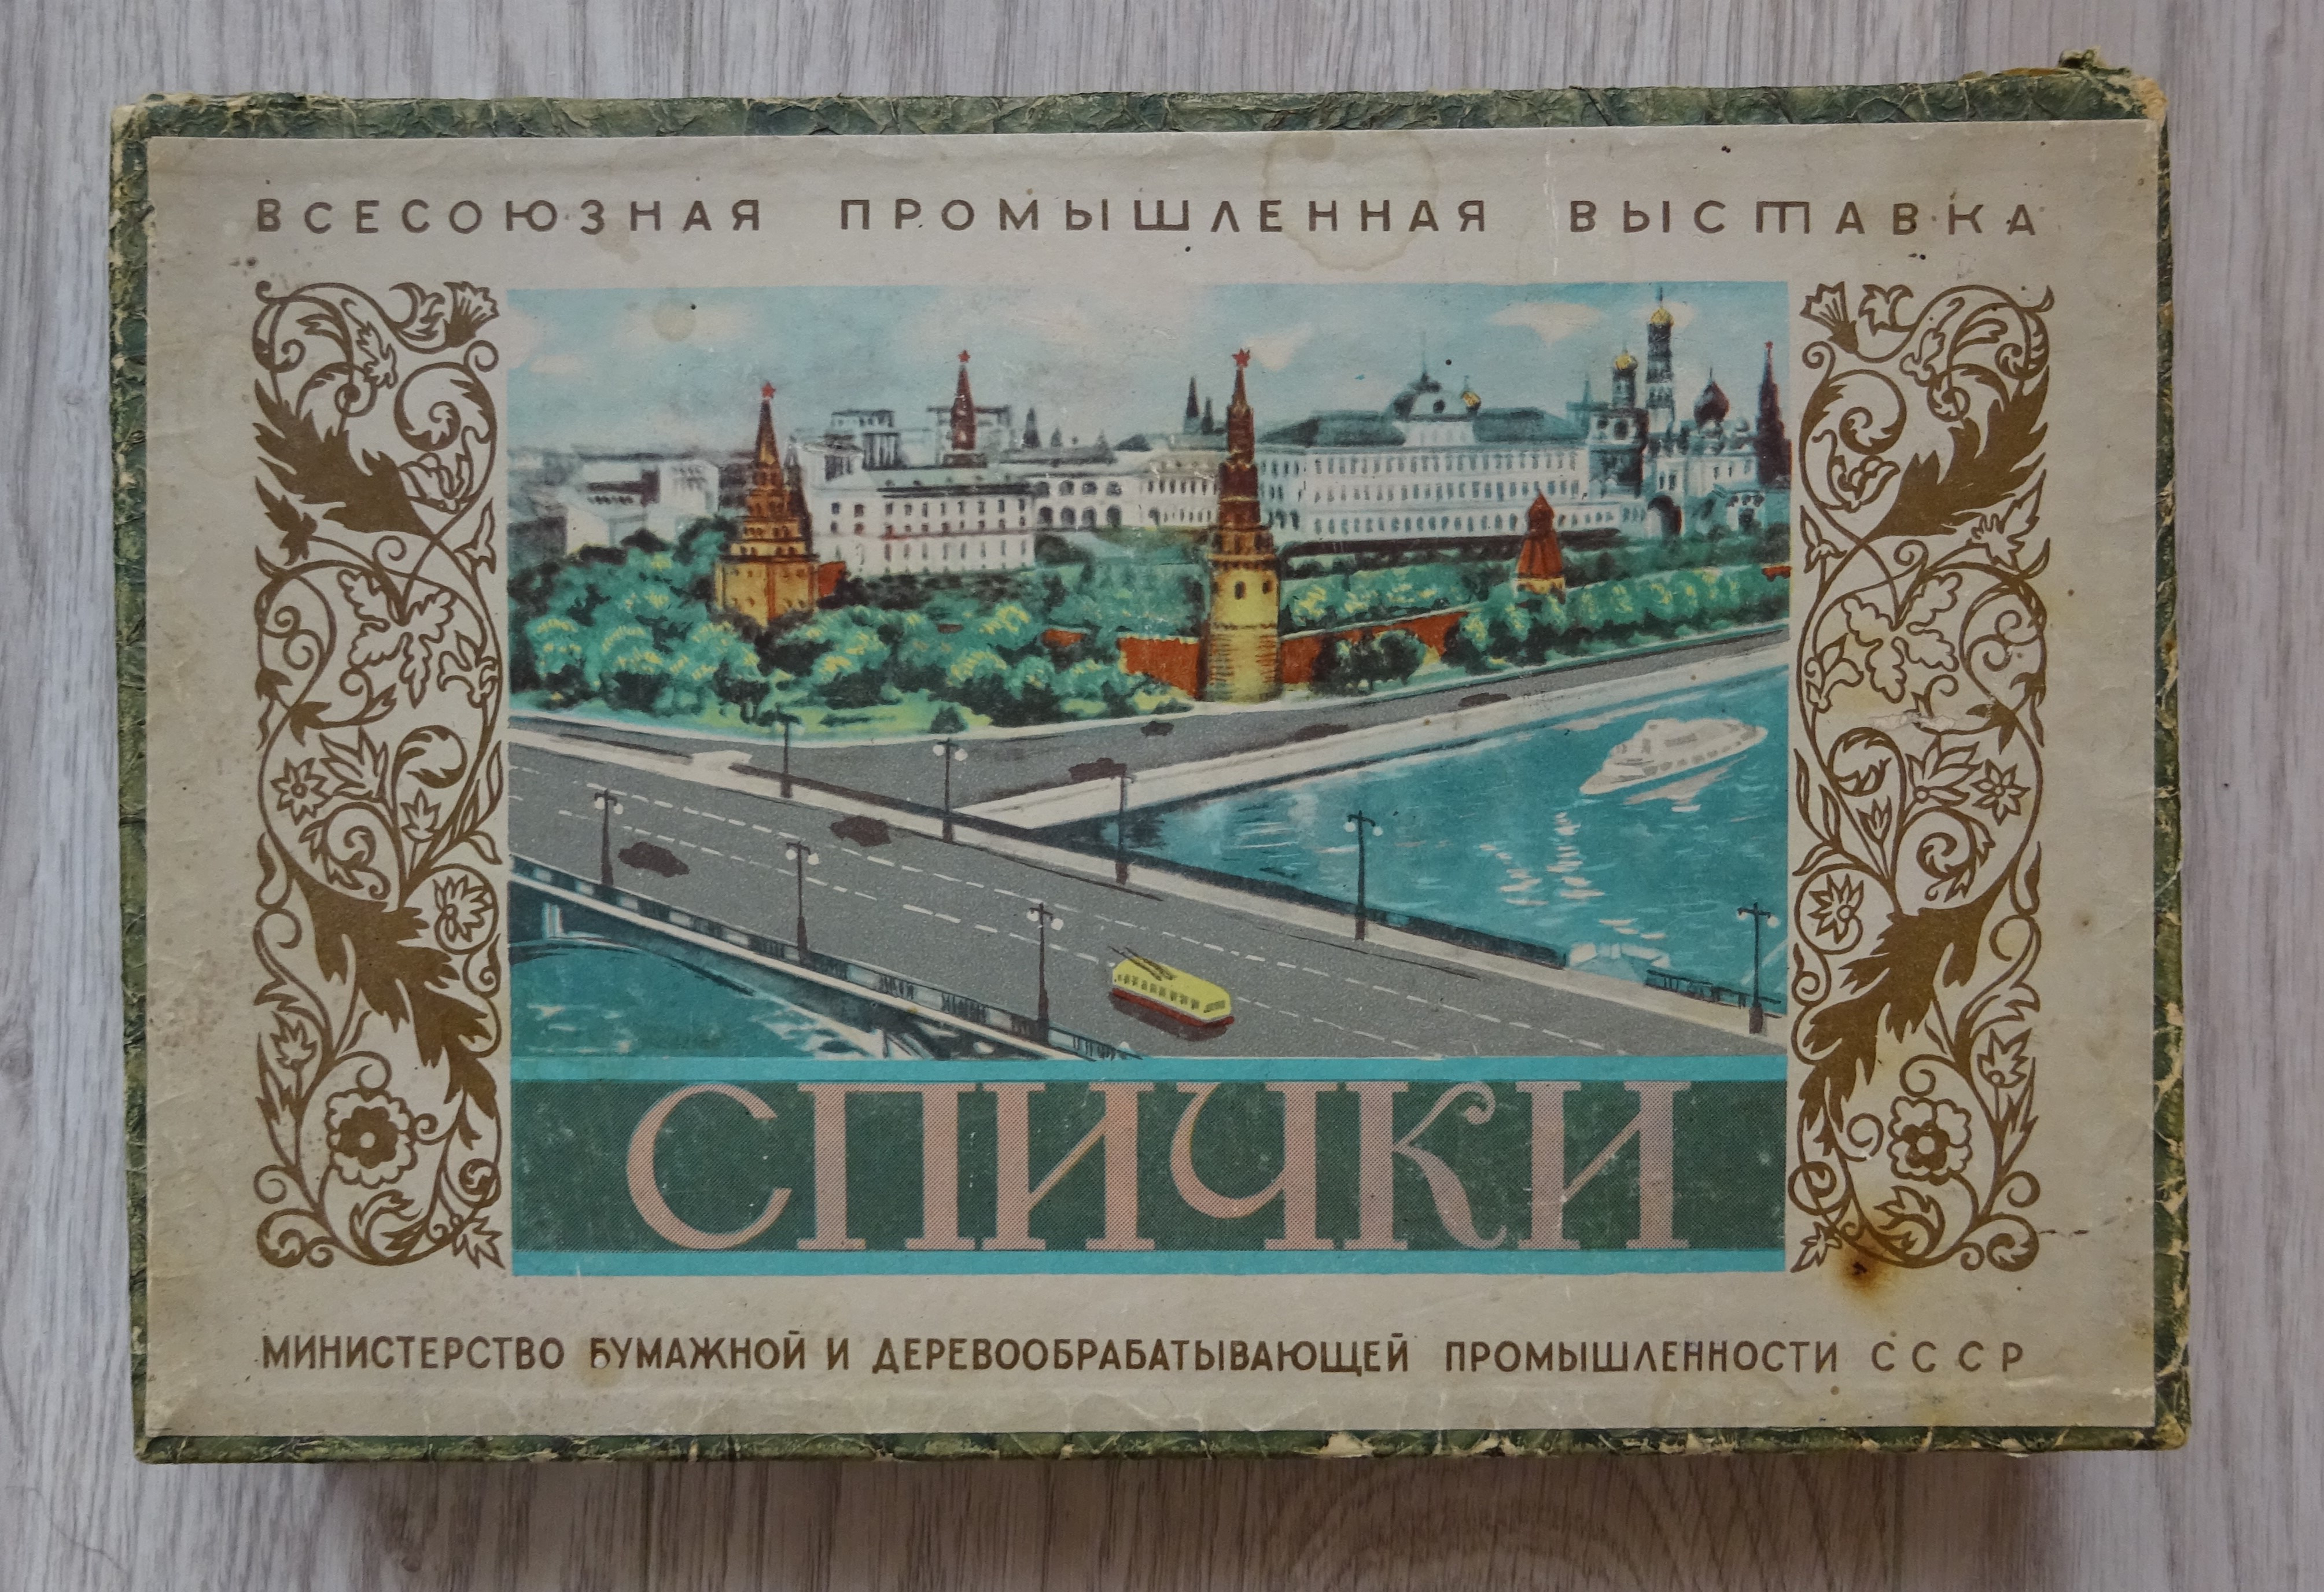 ВСЕСОЮЗНАЯ ПРОМЫШЛЕННАЯ ВЫСТАВКА
СПИЧКИ
МИНИСТЕРСТВО БУМАЖНОЙ И ДЕРЕВООБРАБАТЫВАЮЩЕЙ ПРОМЫШЛЕННОСТИ СССР